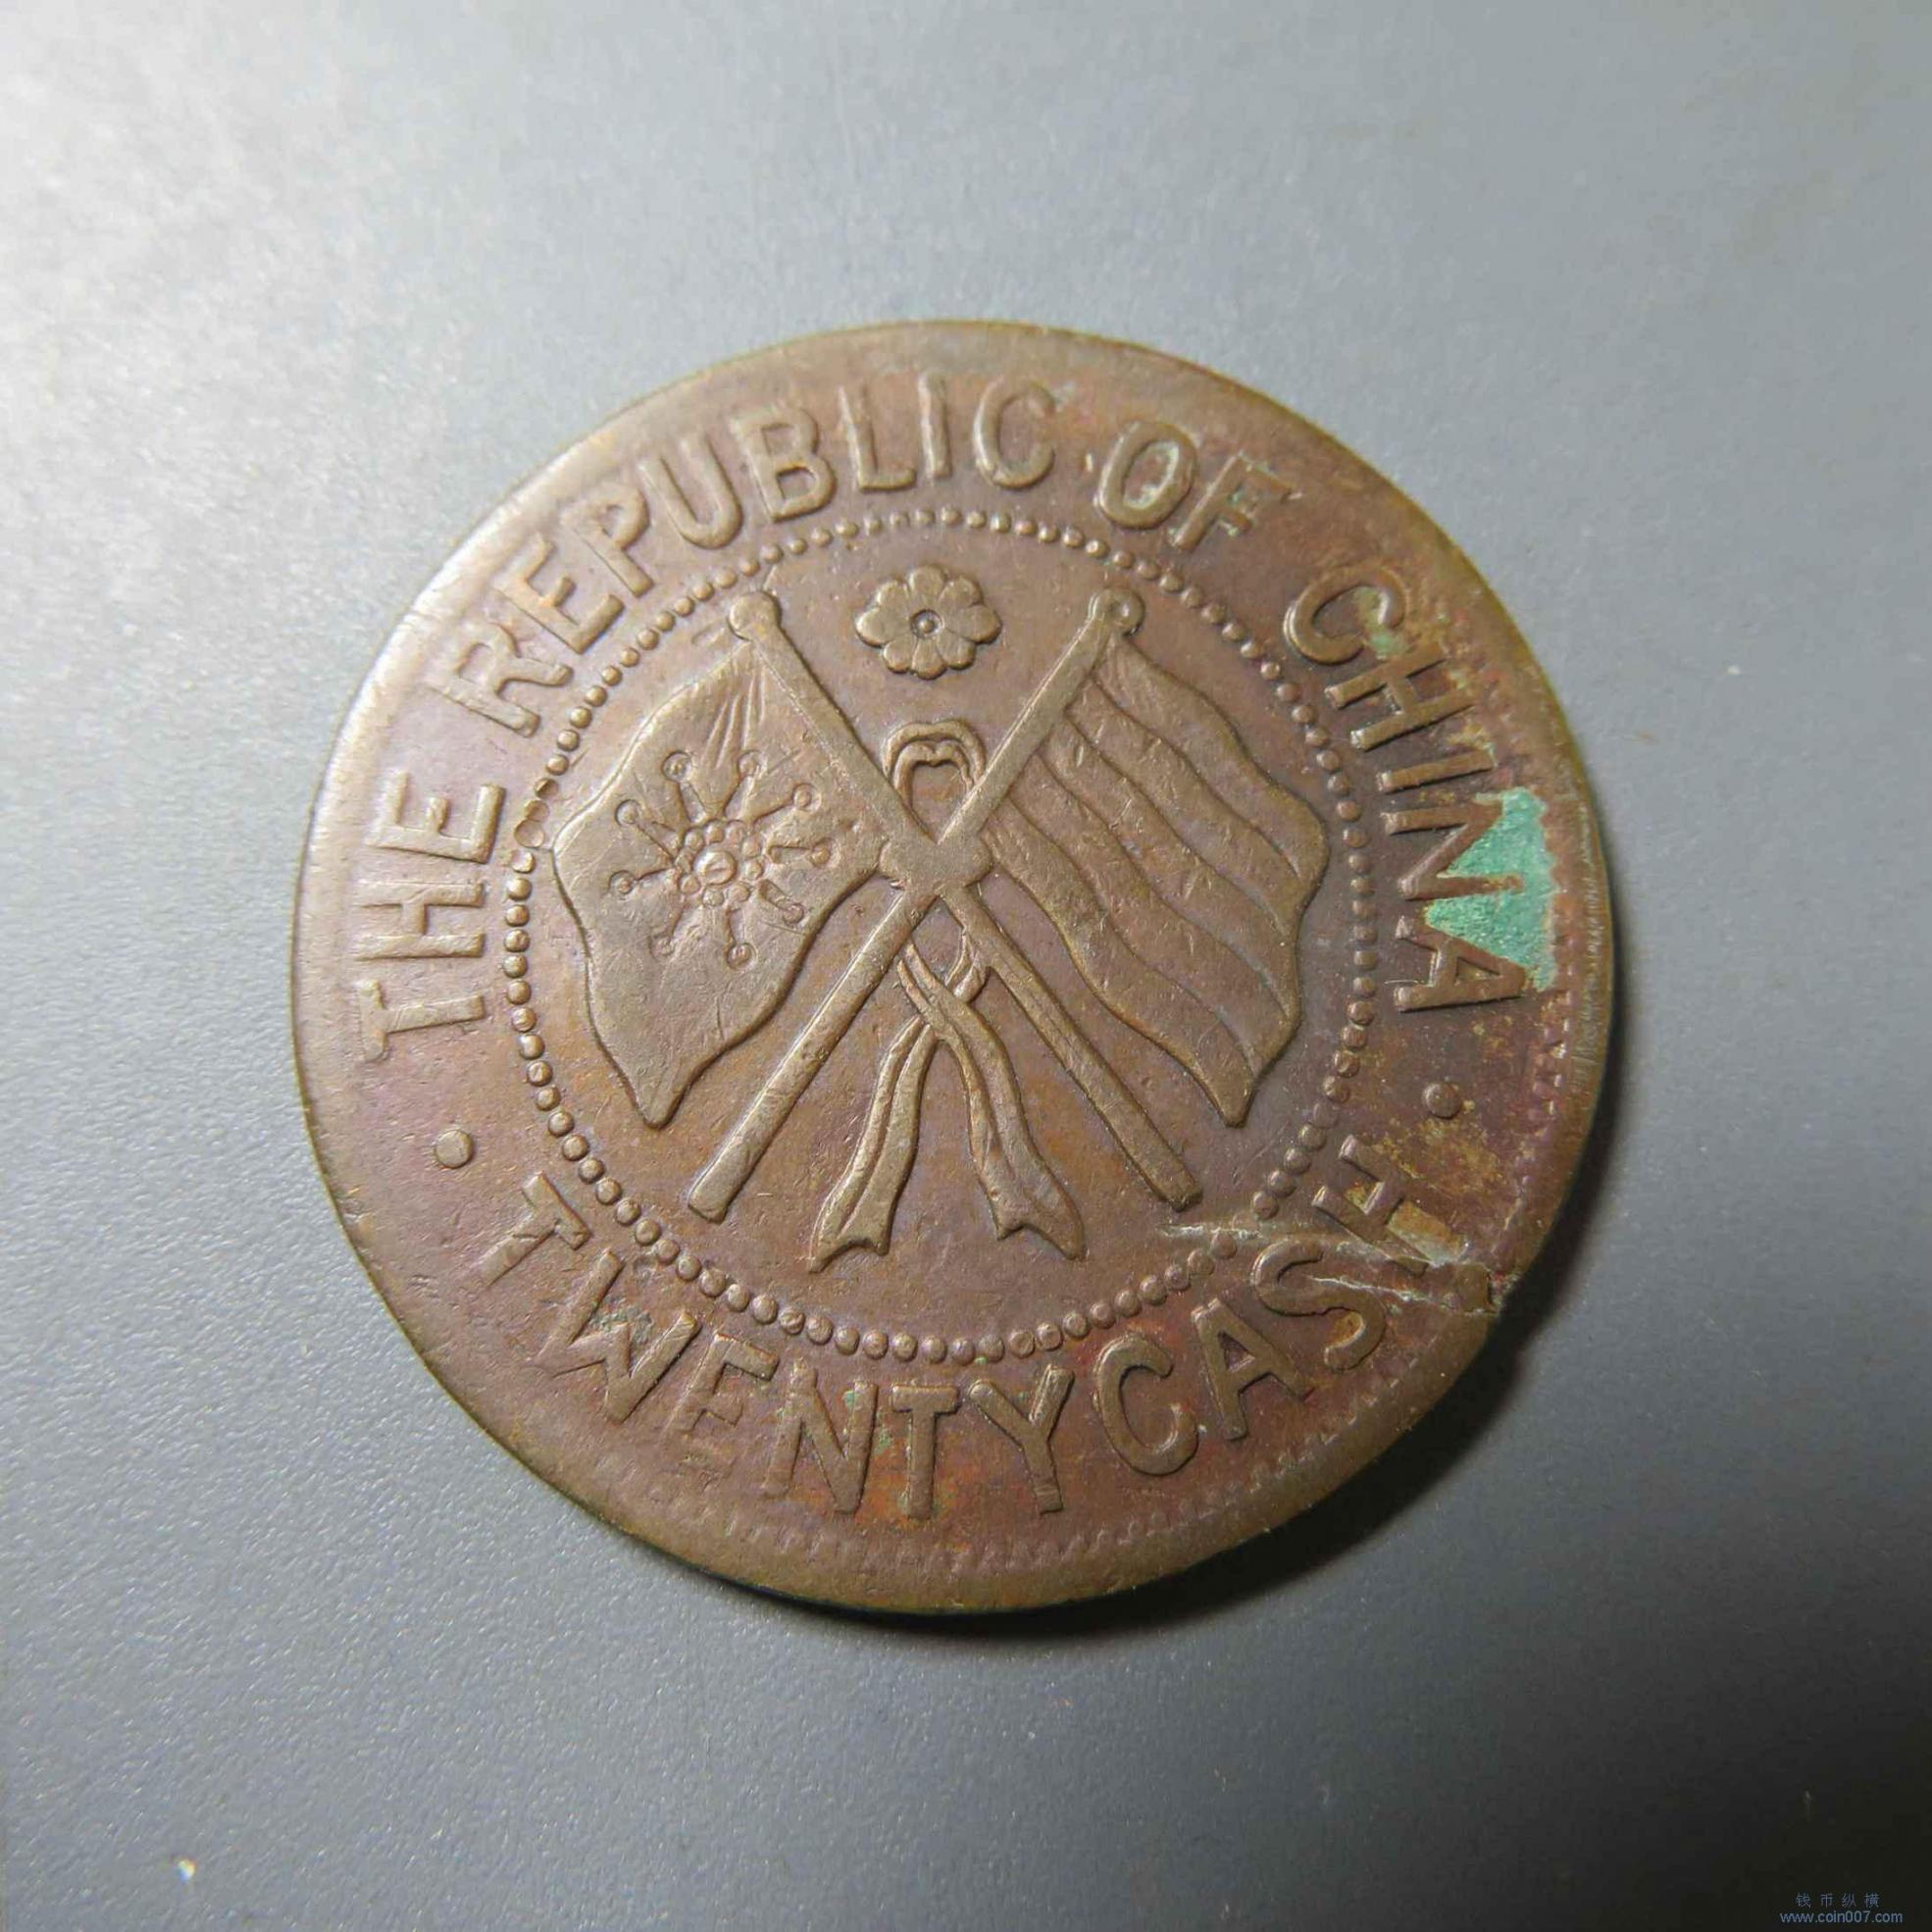 THE REPUBLIC OF CHINA
TWENTY CASH
钱币纵横
www.coin007.com